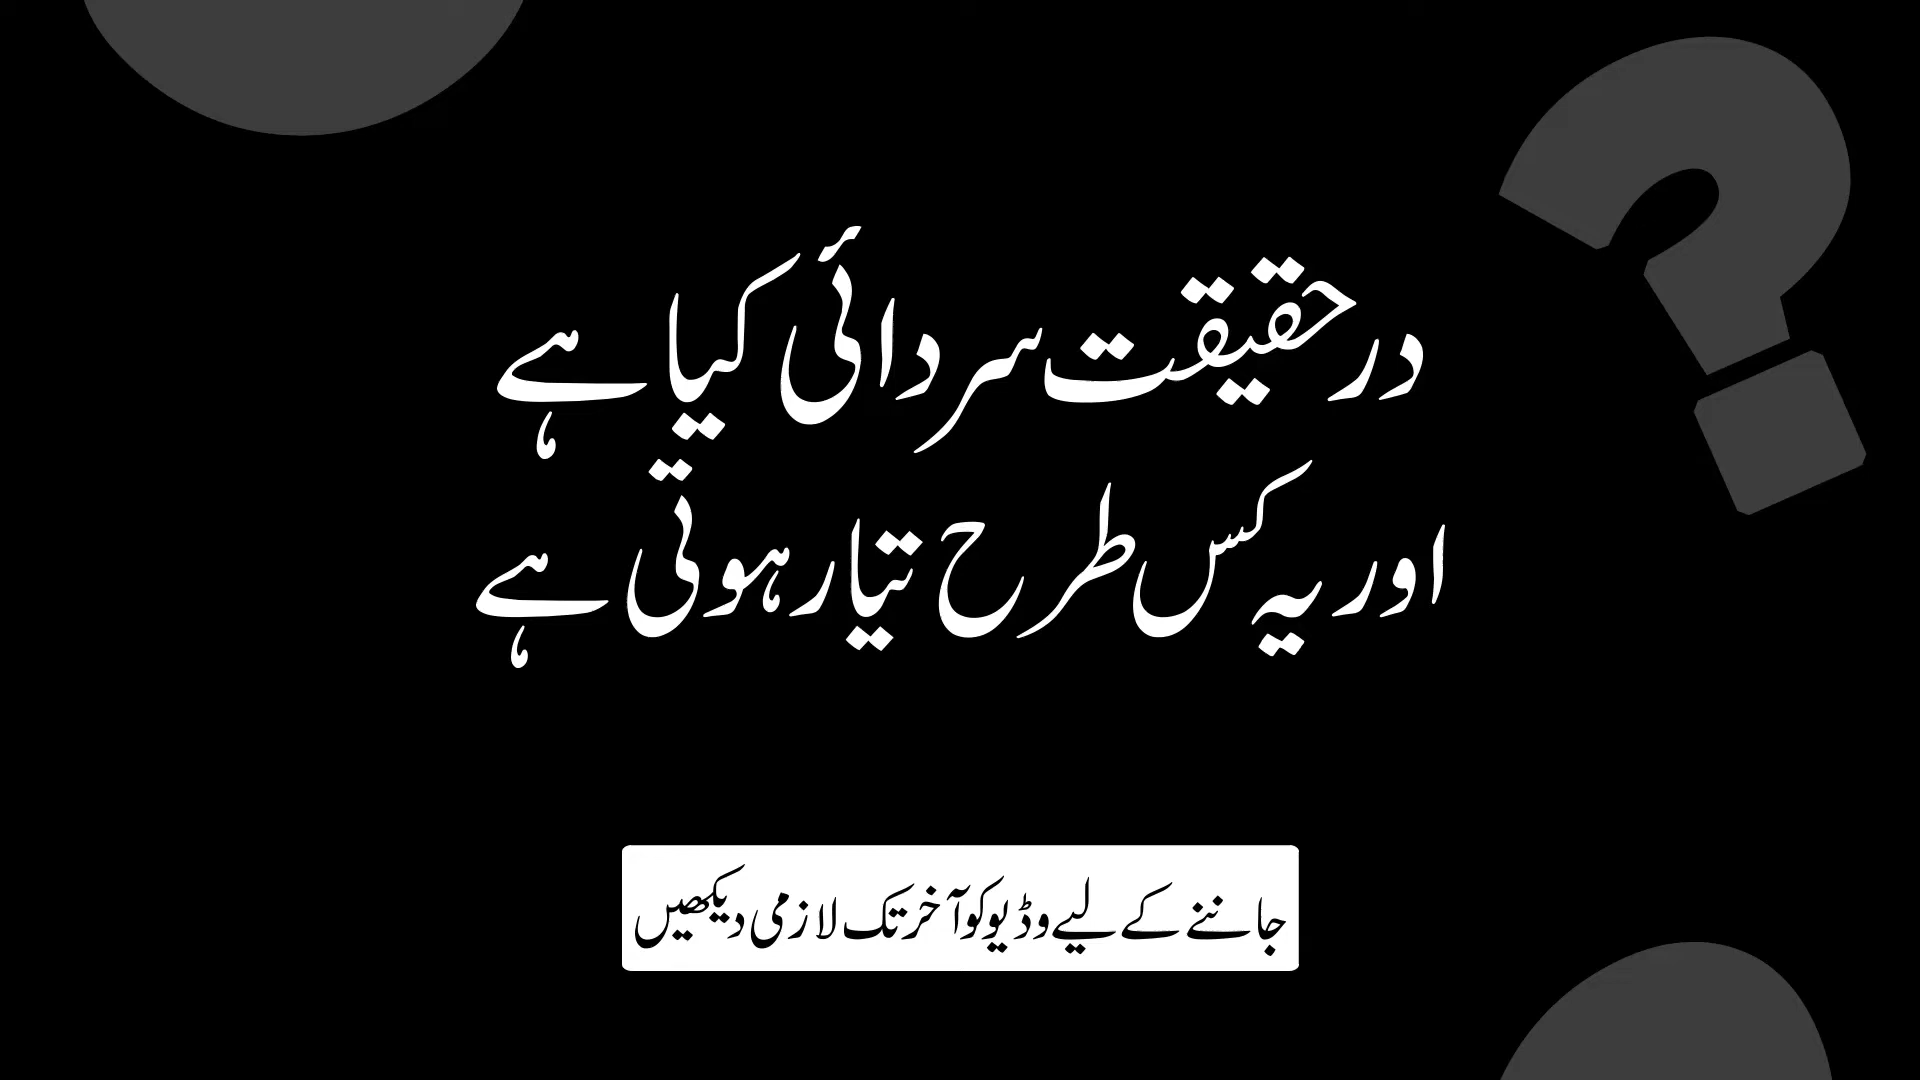 درحقیقت سردائی کیا ہے
اور یہ کس طرح تیار ہوتی ہے
جاننے کے لیے وڈیو کو آخر تک لازمی دیکھیں